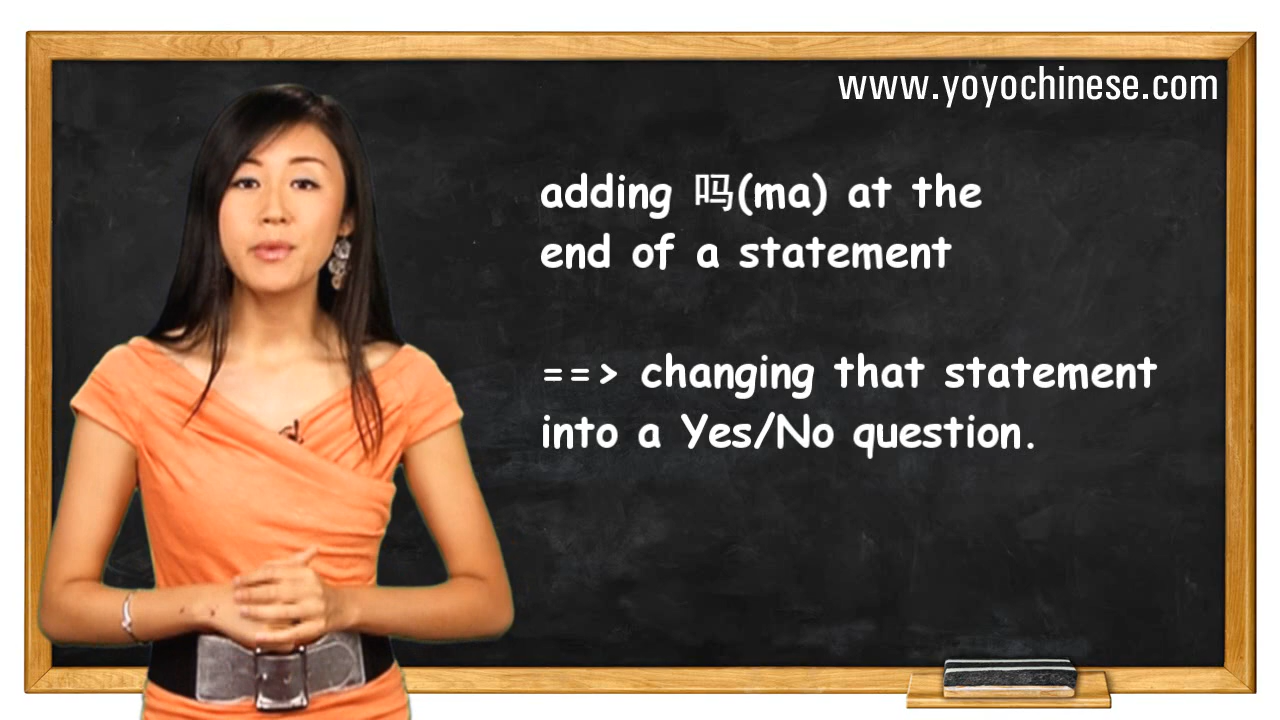 www.yoyochinese.com
adding 吗(ma) at the
end of a statement
==> changing that statement
into a Yes/No question.